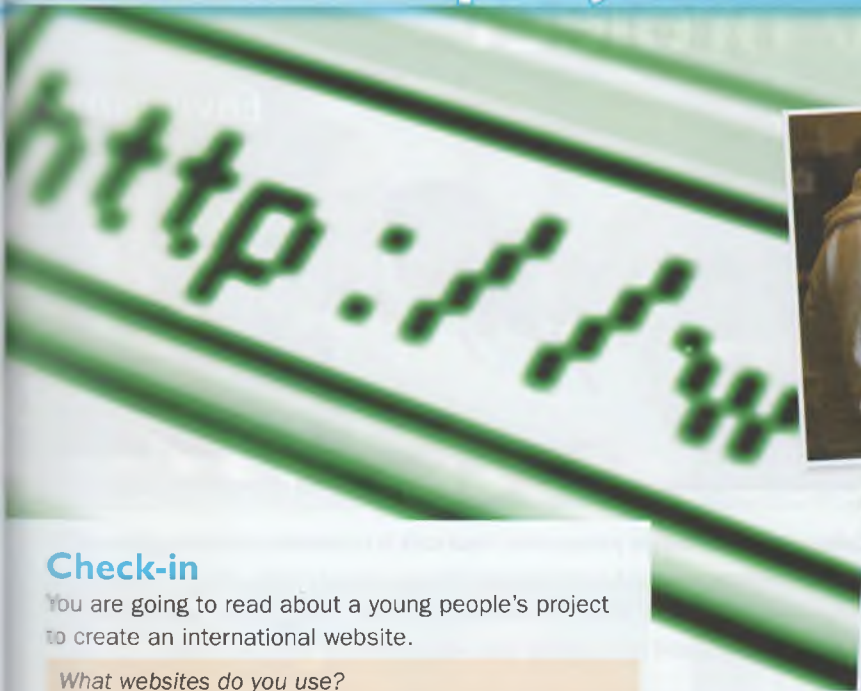 http://w
Check-in
You are going to read about a young people's project
to create an international website.
What websites do you use?